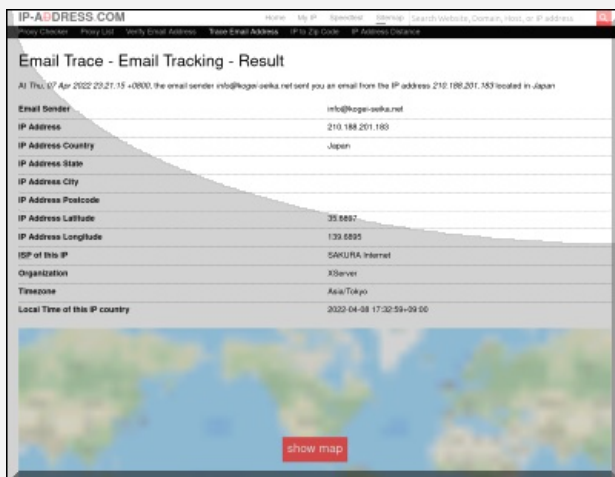 IP-ADDRESS.COM
Home My IP Speedtest Sitemap Search Website, Domain, Host, or IP address
Proxy Checker Proxy List Verify Email Address Trace Email Address IP to Zip Code IP Address Distance
Email Trace - Email Tracking - Result
At Thu, 07 Apr 2022 23:21:15 +0800, the email sender info@kogei-seika.net sent you an email from the IP address 210.188.201.183 located in Japan
Email Sender info@kogei-seika.net
IP Address 210.188.201.183
IP Address Country Japan
IP Address State
IP Address City
IP Address Postcode
IP Address Latitude 35.6897
IP Address Longitude 139.6895
ISP of this IP SAKURA Internet
Organization XServer
Timezone Asia/Tokyo
Local Time of this IP country 2022-04-08 17:32:59+09:00
show map